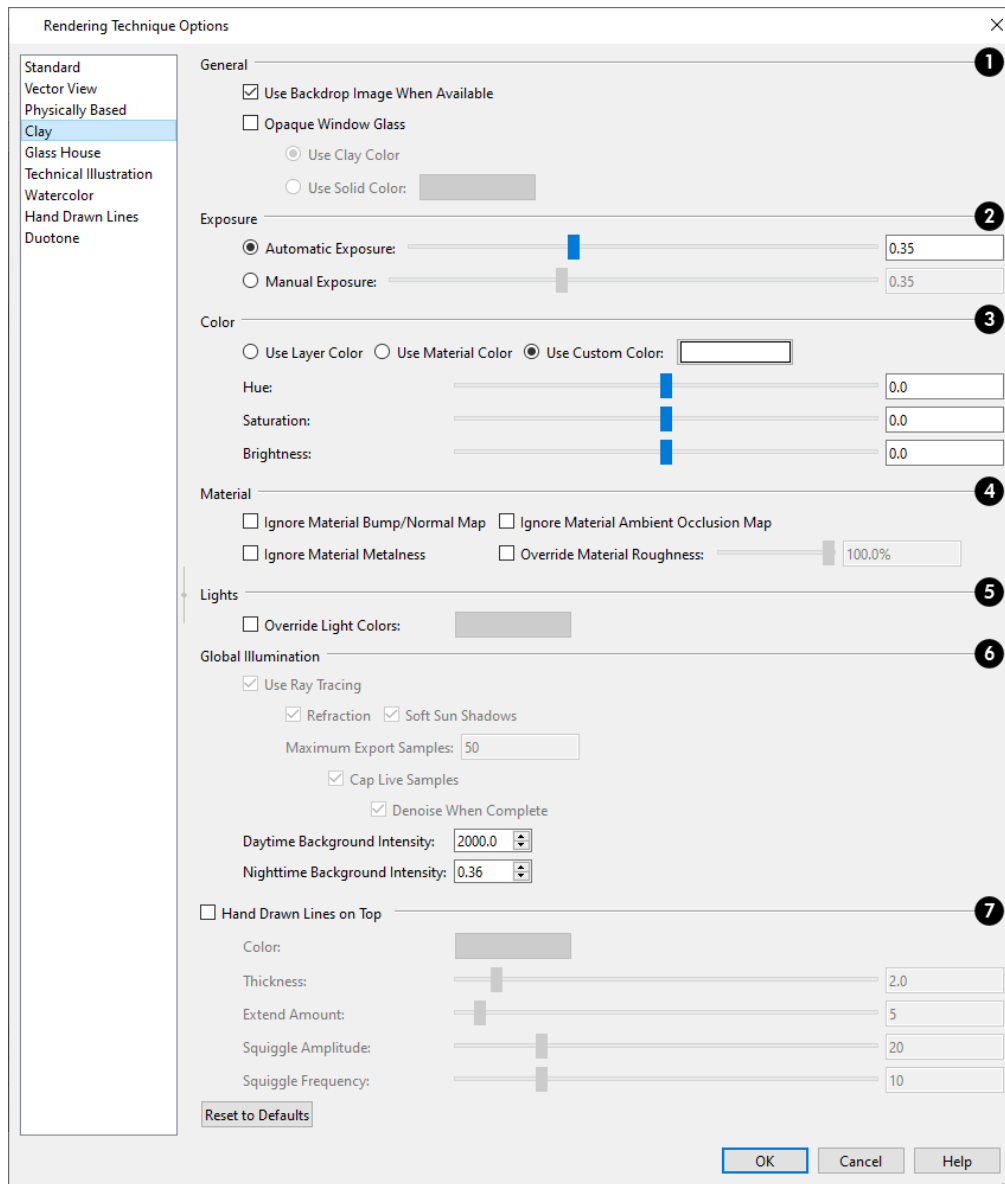 Rendering Technique Options
Standard
Vector View
Physically Based
Clay
Glass House
Technical Illustration
Watercolor
Hand Drawn Lines
Duotone
General 1
Use Backdrop Image When Available
Opaque Window Glass
Use Clay Color
Use Solid Color:
Exposure 2
Automatic Exposure: 0.35
Manual Exposure: 0.35
Color 3
Use Layer Color Use Material Color Use Custom Color:
Hue: 0.0
Saturation: 0.0
Brightness: 0.0
Material 4
Ignore Material Bump/Normal Map Ignore Material Ambient Occlusion Map
Ignore Material Metalness Override Material Roughness: 100.0%
Lights 5
Override Light Colors:
Global Illumination 6
Use Ray Tracing
Refraction Soft Sun Shadows
Maximum Export Samples: 50
Cap Live Samples
Denoise When Complete
Daytime Background Intensity: 2000.0
Nighttime Background Intensity: 0.36
Hand Drawn Lines on Top 7
Color:
Thickness: 2.0
Extend Amount: 5
Squiggle Amplitude: 20
Squiggle Frequency: 10
Reset to Defaults
OK Cancel Help